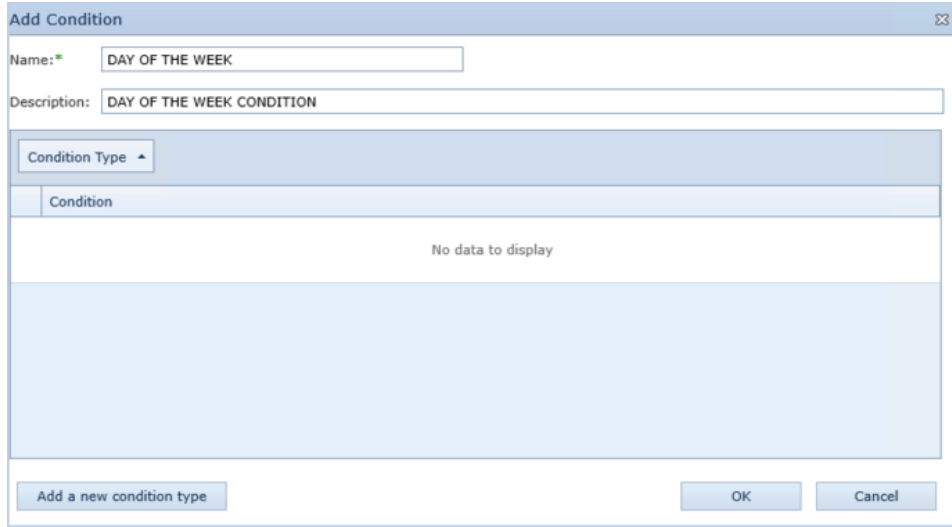 Add Condition
Name:* DAY OF THE WEEK
Description: DAY OF THE WEEK CONDITION
Condition Type
Condition
No data to display
Add a new condition type OK Cancel